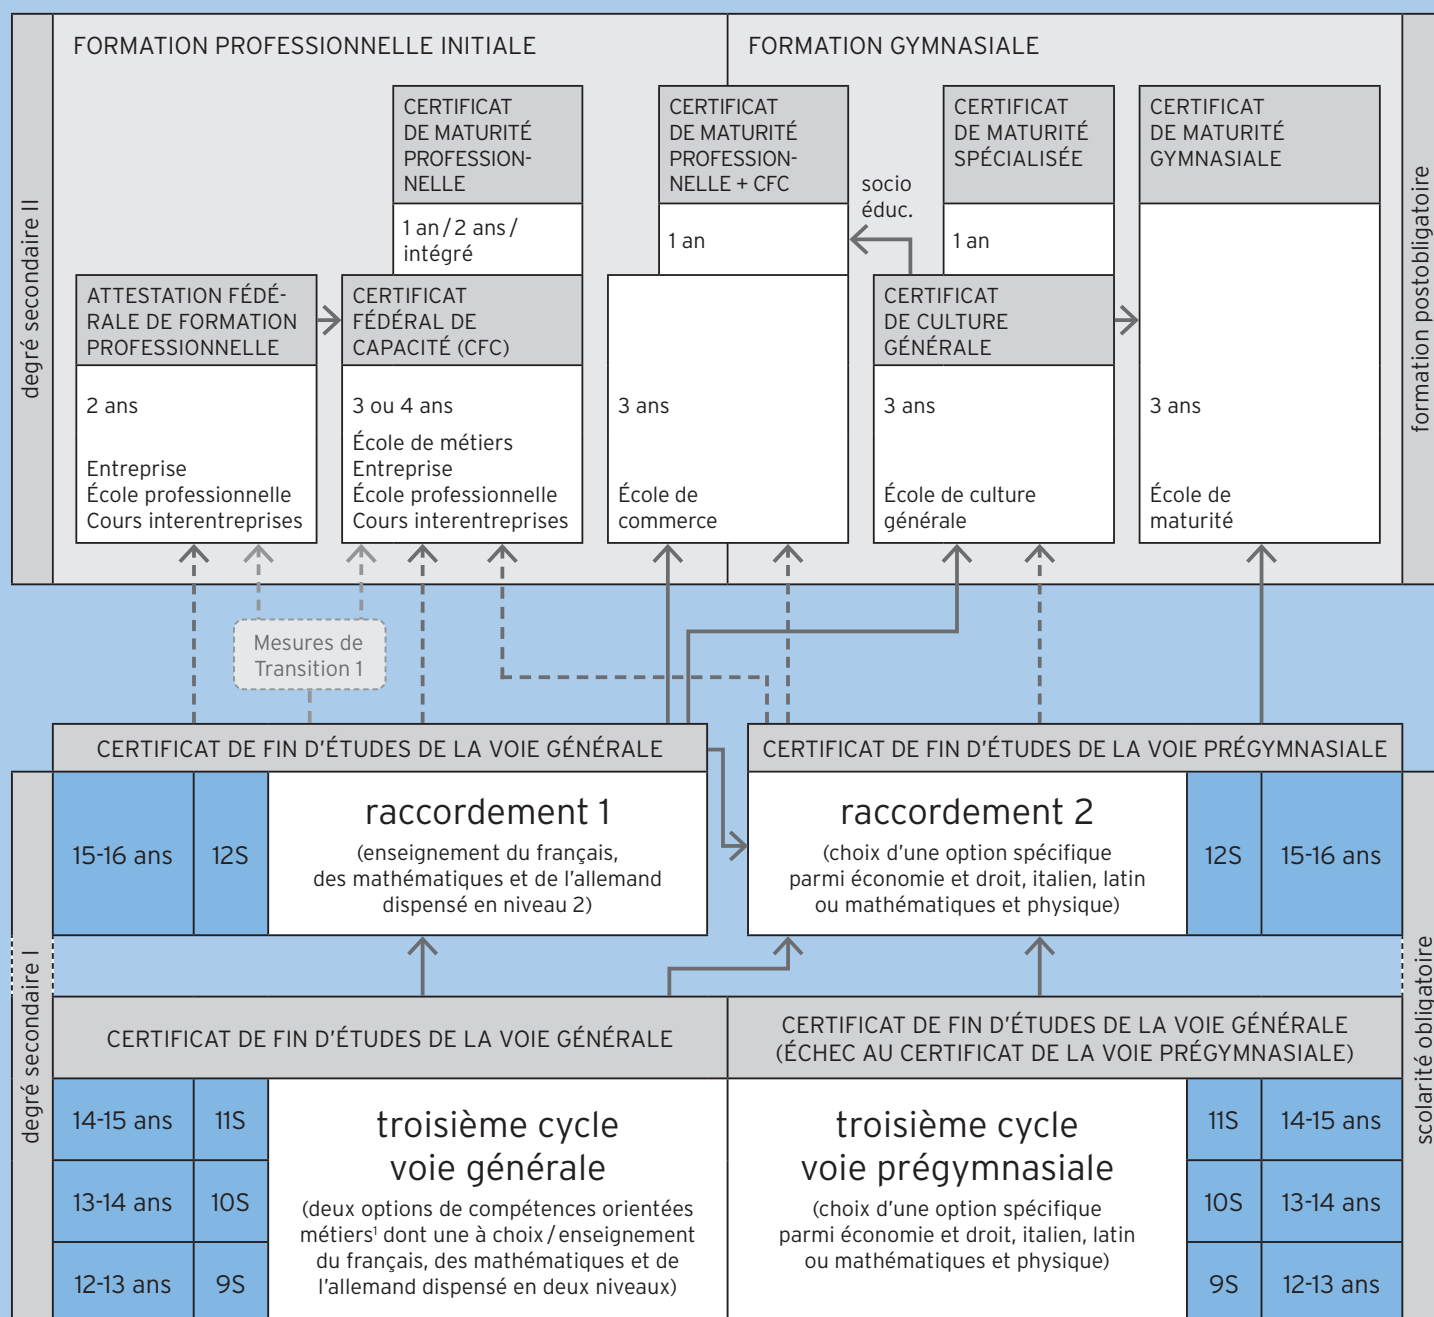 FORMATION PROFESSIONNELLE INITIALE
FORMATION GYMNASIALE
degré secondaire II
formation postobligatoire
CERTIFICAT
DE MATURITÉ
PROFESSION-
NELLE
1 an / 2 ans /
intégré
CERTIFICAT
DE MATURITÉ
PROFESSION-
NELLE + CFC
1 an
socio
éduc.
CERTIFICAT
DE MATURITÉ
SPÉCIALISÉE
1 an
CERTIFICAT
DE MATURITÉ
GYMNASIALE
ATTESTATION FÉDÉ-
RALE DE FORMATION
PROFESSIONNELLE
2 ans
Entreprise
École professionnelle
Cours interentreprises
CERTIFICAT
FÉDÉRAL DE
CAPACITÉ (CFC)
3 ou 4 ans
École de métiers
Entreprise
École professionnelle
Cours interentreprises
3 ans
École de
commerce
CERTIFICAT
DE CULTURE
GÉNÉRALE
3 ans
École de culture
générale
3 ans
École de
maturité
Mesures de
Transition 1
CERTIFICAT DE FIN D'ÉTUDES DE LA VOIE GÉNÉRALE
CERTIFICAT DE FIN D'ÉTUDES DE LA VOIE PRÉGYMNASIALE
degré secondaire I
scolarité obligatoire
15-16 ans
12S
raccordement 1
(enseignement du français,
des mathématiques et de l'allemand
dispensé en niveau 2)
raccordement 2
(choix d'une option spécifique
parmi économie et droit, italien, latin
ou mathématiques et physique)
12S
15-16 ans
CERTIFICAT DE FIN D'ÉTUDES DE LA VOIE GÉNÉRALE
CERTIFICAT DE FIN D'ÉTUDES DE LA VOIE GÉNÉRALE
(ÉCHEC AU CERTIFICAT DE LA VOIE PRÉGYMNASIALE)
14-15 ans
11S
13-14 ans
10S
12-13 ans
9S
troisième cycle
voie générale
(deux options de compétences orientées
métiers¹ dont une à choix / enseignement
du français, des mathématiques et de
l'allemand dispensé en deux niveaux)
troisième cycle
voie prégymnasiale
(choix d'une option spécifique
parmi économie et droit, italien, latin
ou mathématiques et physique)
11S
14-15 ans
10S
13-14 ans
9S
12-13 ans